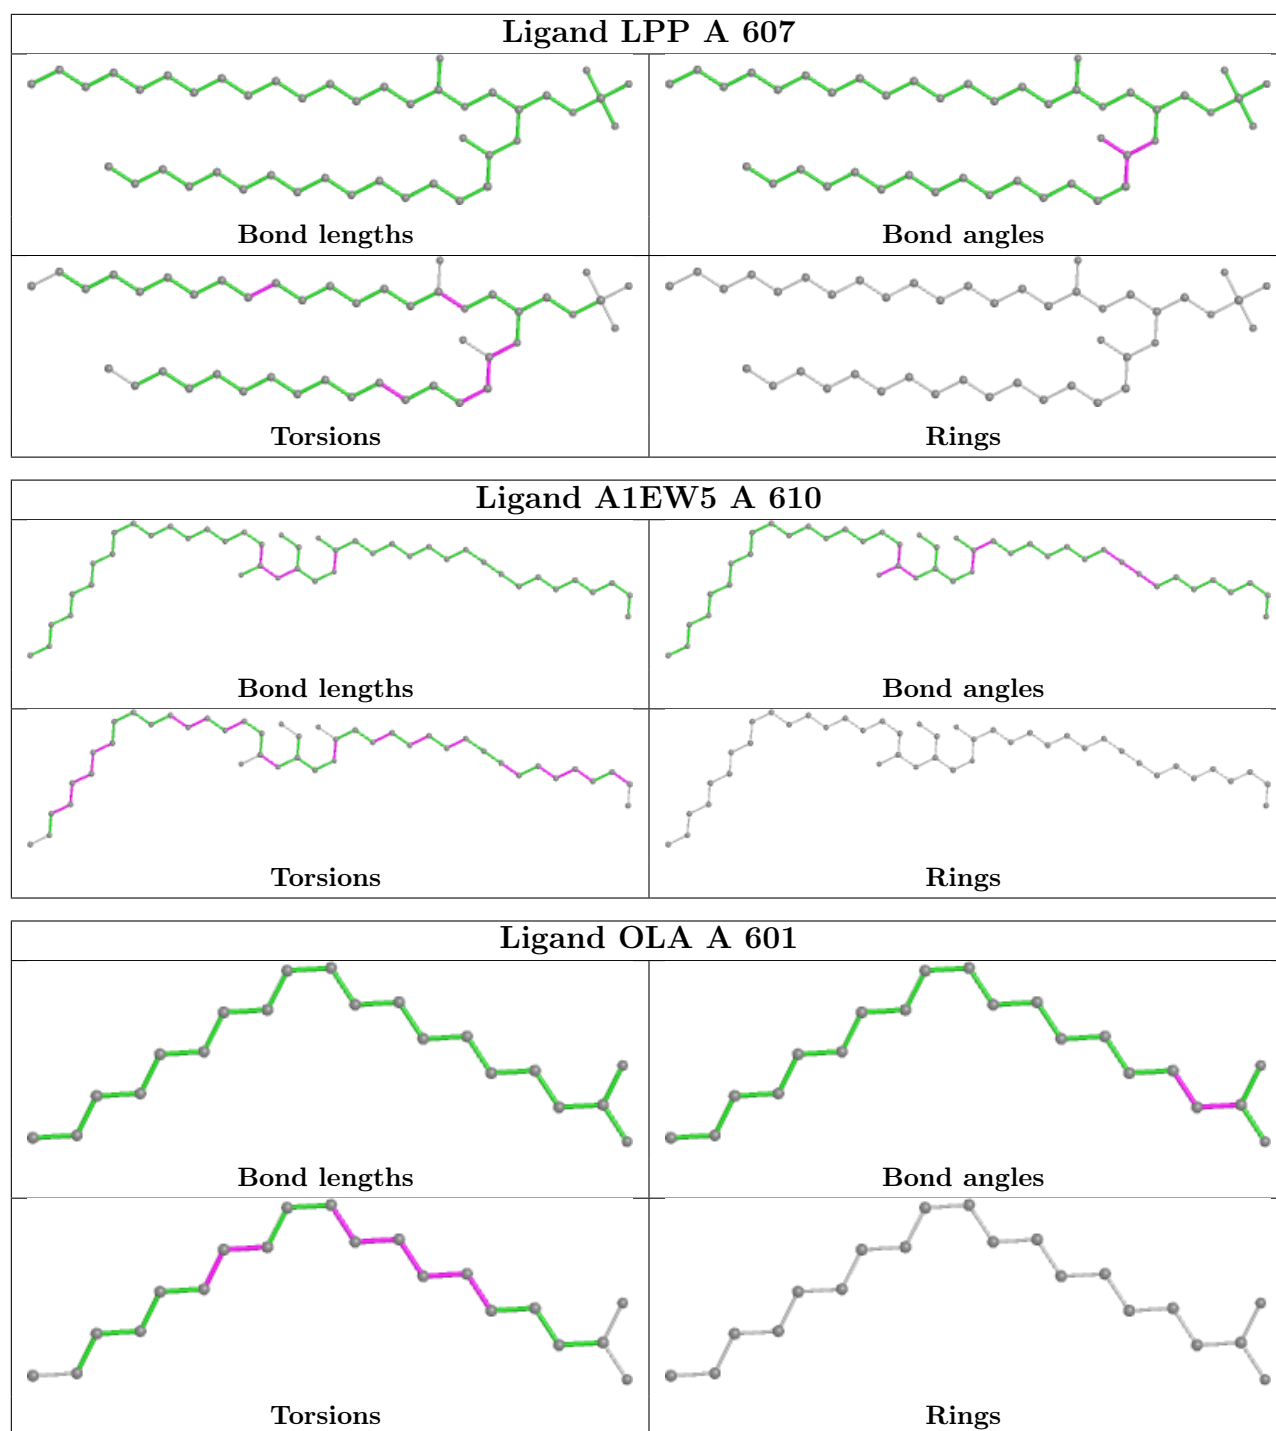 Ligand LPP A 607
Bond lengths
Bond angles
Torsions
Rings
Ligand A1EW5 A 610
Bond lengths
Bond angles
Torsions
Rings
Ligand OLA A 601
Bond lengths
Bond angles
Torsions
Rings